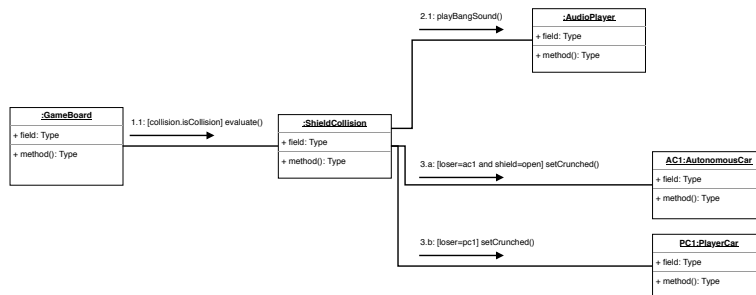 2.1: playBangSound()
:AudioPlayer
+ field: Type
+ method(): Type
:GameBoard
+ field: Type
+ method(): Type
1.1: [collision.isCollision] evaluate()
:ShieldCollision
+ field: Type
+ method(): Type
3.a: [loser=ac1 and shield=open] setCrunched()
AC1:AutonomousCar
+ field: Type
+ method(): Type
3.b: [loser=pc1] setCrunched()
PC1:PlayerCar
+ field: Type
+ method(): Type